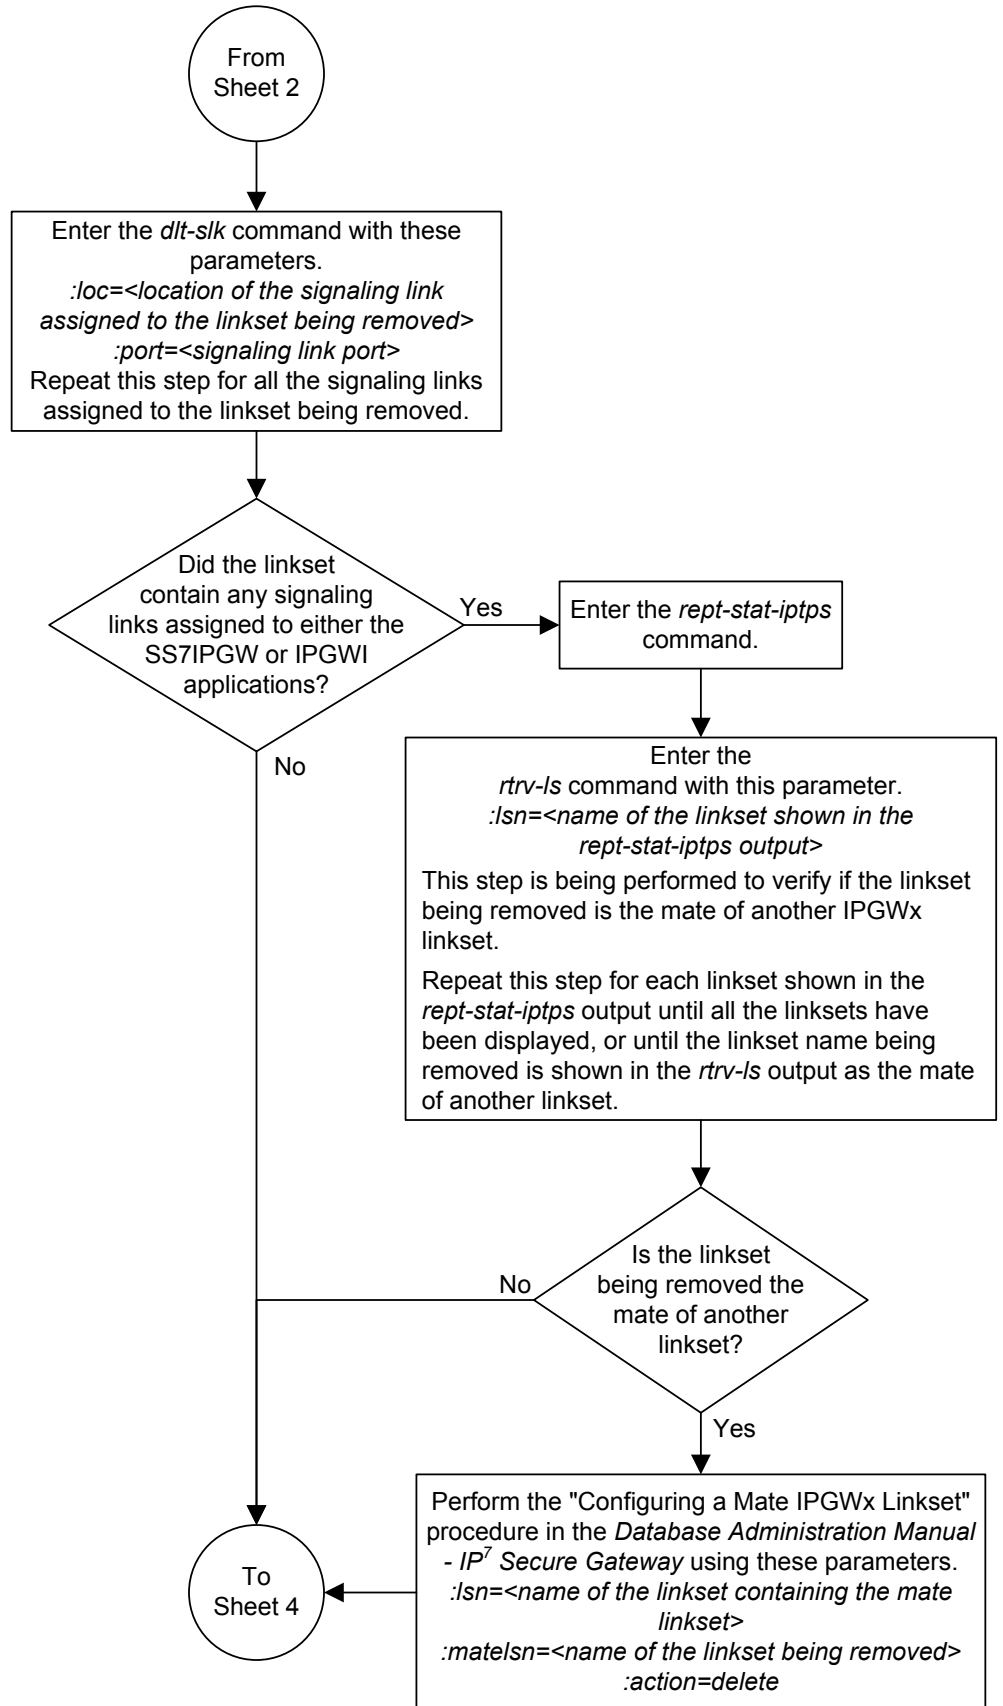 From
Sheet 2
Enter the dlt-slk command with these
parameters.
:loc=<location of the signaling link
assigned to the linkset being removed>
:port=<signaling link port>
Repeat this step for all the signaling links
assigned to the linkset being removed.
Did the linkset
contain any signaling
links assigned to either the
SS7IPGW or IPGWI
applications?
Yes
Enter the rept-stat-iptps
command.
No
Enter the
rtrv-ls command with this parameter.
:lsn=<name of the linkset shown in the
rept-stat-iptps output>
This step is being performed to verify if the linkset
being removed is the mate of another IPGWx
linkset.
Repeat this step for each linkset shown in the
rept-stat-iptps output until all the linksets have
been displayed, or until the linkset name being
removed is shown in the rtrv-ls output as the mate
of another linkset.
Is the linkset
being removed the
mate of another
linkset?
No
Yes
Perform the "Configuring a Mate IPGWx Linkset"
procedure in the Database Administration Manual
- IP7 Secure Gateway using these parameters.
:lsn=<name of the linkset containing the mate
linkset>
:matelsn=<name of the linkset being removed>
:action=delete
To
Sheet 4